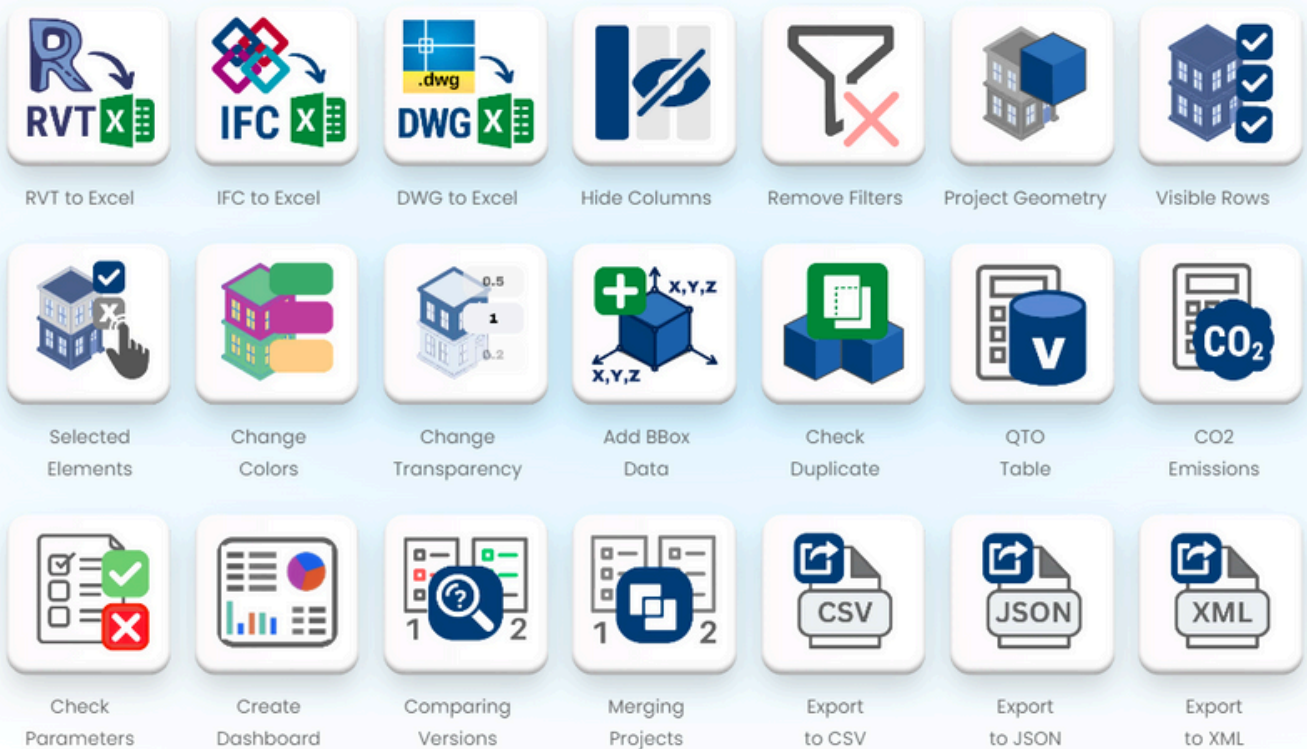 R
.dwg
RVT X
IFC X
DWG X
RVT to Excel
IFC to Excel
DWG to Excel
Hide Columns
Remove Filters
Project Geometry
Visible Rows
X
0.5
1
0.2
X,Y,Z
X,Y,Z
V
CO2
Selected
Elements
Change
Colors
Change
Transparency
Add BBox
Data
Check
Duplicate
QTO
Table
CO2
Emissions
?
1 2
1 2
CSV
JSON
XML
Check
Parameters
Create
Dashboard
Comparing
Versions
Merging
Projects
Export
to CSV
Export
to JSON
Export
to XML